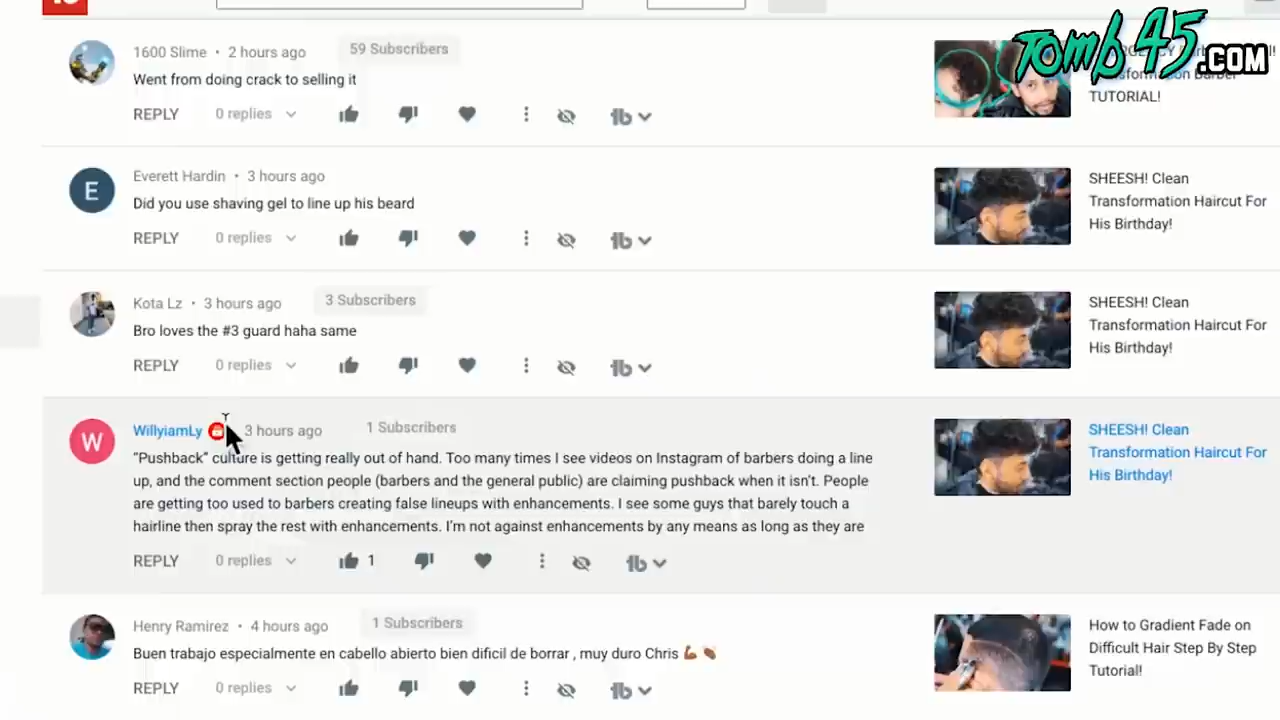 TOMB45.COM
1600 Slime • 2 hours ago 59 Subscribers
Went from doing crack to selling it
REPLY 0 replies
TUTORIAL!
Everett Hardin • 3 hours ago
Did you use shaving gel to line up his beard
REPLY 0 replies
SHEESH! Clean
Transformation Haircut For
His Birthday!
Kota Lz • 3 hours ago 3 Subscribers
Bro loves the #3 guard haha same
REPLY 0 replies
SHEESH! Clean
Transformation Haircut For
His Birthday!
WillyiamLy 3 hours ago 1 Subscribers
"Pushback" culture is getting really out of hand. Too many times I see videos on Instagram of barbers doing a line
up, and the comment section people (barbers and the general public) are claiming pushback when it isn't. People
are getting too used to barbers creating false lineups with enhancements. I see some guys that barely touch a
hairline then spray the rest with enhancements. I'm not against enhancements by any means as long as they are
REPLY 0 replies 1
SHEESH! Clean
Transformation Haircut For
His Birthday!
Henry Ramirez • 4 hours ago 1 Subscribers
Buen trabajo especialmente en cabello abierto bien dificil de borrar , muy duro Chris
REPLY 0 replies
How to Gradient Fade on
Difficult Hair Step By Step
Tutorial!